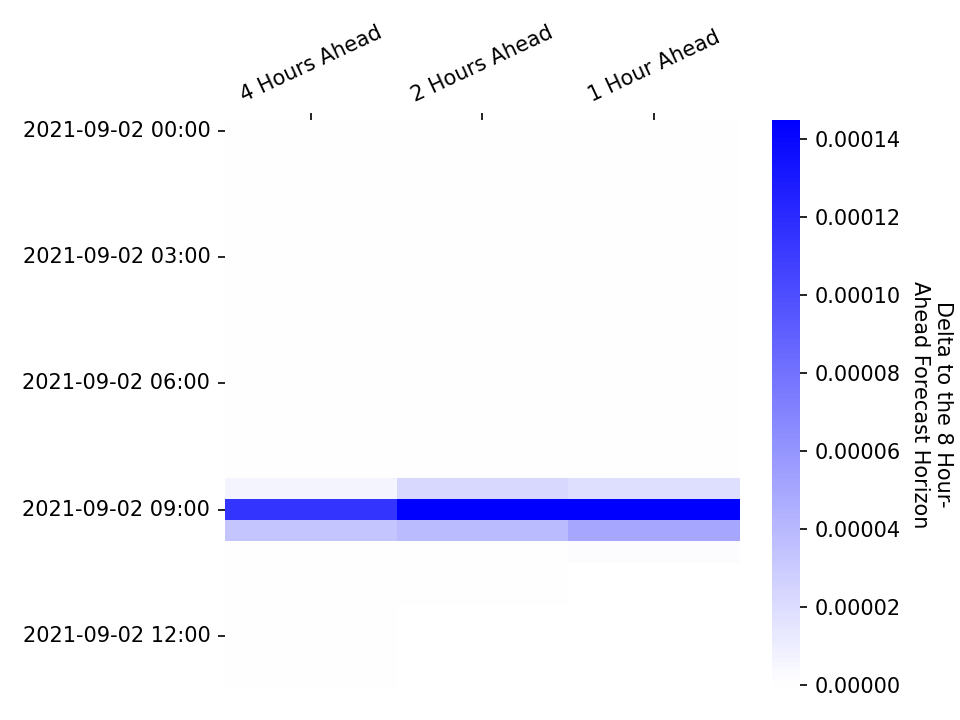 4 Hours Ahead
2 Hours Ahead
1 Hour Ahead
2021-09-02 00:00
2021-09-02 03:00
2021-09-02 06:00
2021-09-02 09:00
2021-09-02 12:00
0.00014
0.00012
0.00010
0.00008
0.00006
0.00004
0.00002
0.00000
Delta to the 8 Hour-
Ahead Forecast Horizon